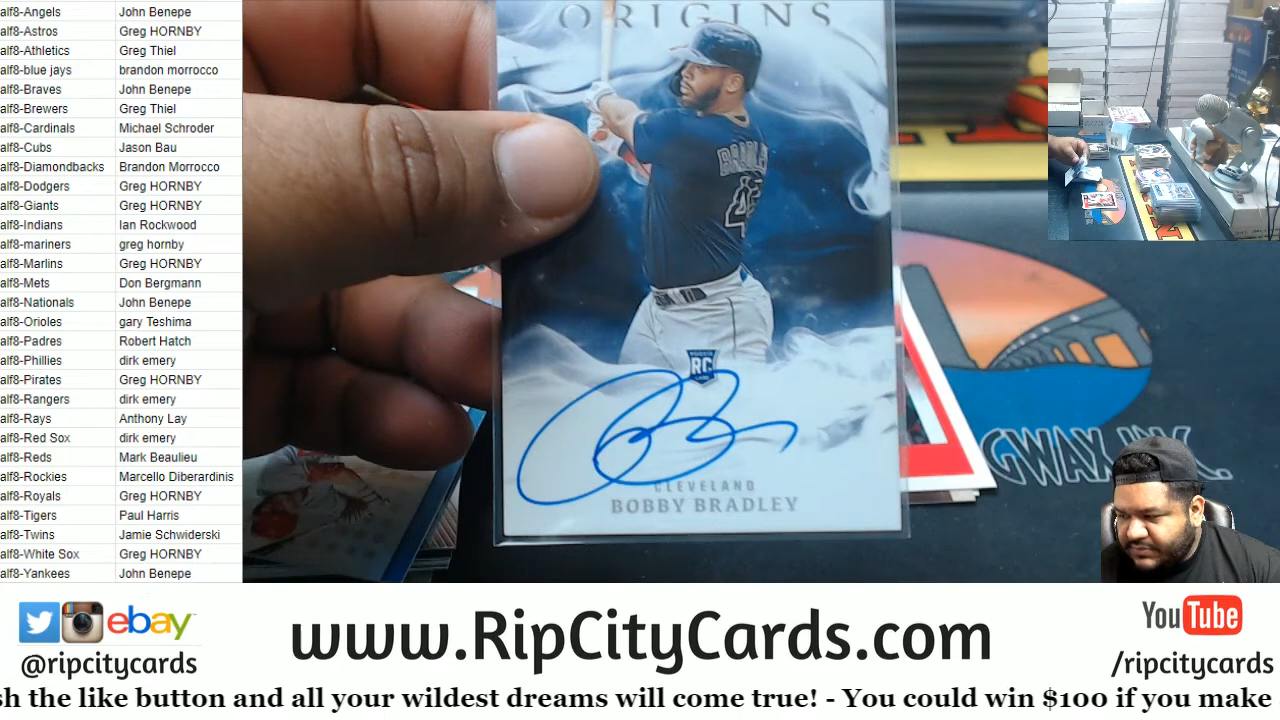 alf8-Angels John Benepe
alf8-Astros Greg HORNBY
alf8-Athletics Greg Thiel
alf8-blue jays brandon morrocco
alf8-Braves John Benepe
alf8-Brewers Greg Thiel
alf8-Cardinals Michael Schroder
alf8-Cubs Jason Bau
alf8-Diamondbacks Brandon Morrocco
alf8-Dodgers Greg HORNBY
alf8-Giants Greg HORNBY
alf8-Indians Ian Rockwood
alf8-mariners greg hornby
alf8-Marlins Greg HORNBY
alf8-Mets Don Bergmann
alf8-Nationals John Benepe
alf8-Orioles gary Teshima
alf8-Padres Robert Hatch
alf8-Phillies dirk emery
alf8-Pirates Greg HORNBY
alf8-Rangers dirk emery
alf8-Rays Anthony Lay
alf8-Red Sox dirk emery
alf8-Reds Mark Beaulieu
alf8-Rockies Marcello Diberardinis
alf8-Royals Greg HORNBY
alf8-Tigers Paul Harris
alf8-Twins Jamie Schwiderski
alf8-White Sox Greg HORNBY
alf8-Yankees John Benepe
ORIGINS
BRADLEY
RC
CLEVELAND
BOBBY BRADLEY
GWAX, INC.
ebay
@ripcitycards
www.RipCityCards.com
YouTube
/ripcitycards
sh the like button and all your wildest dreams will come true! - You could win $100 if you make